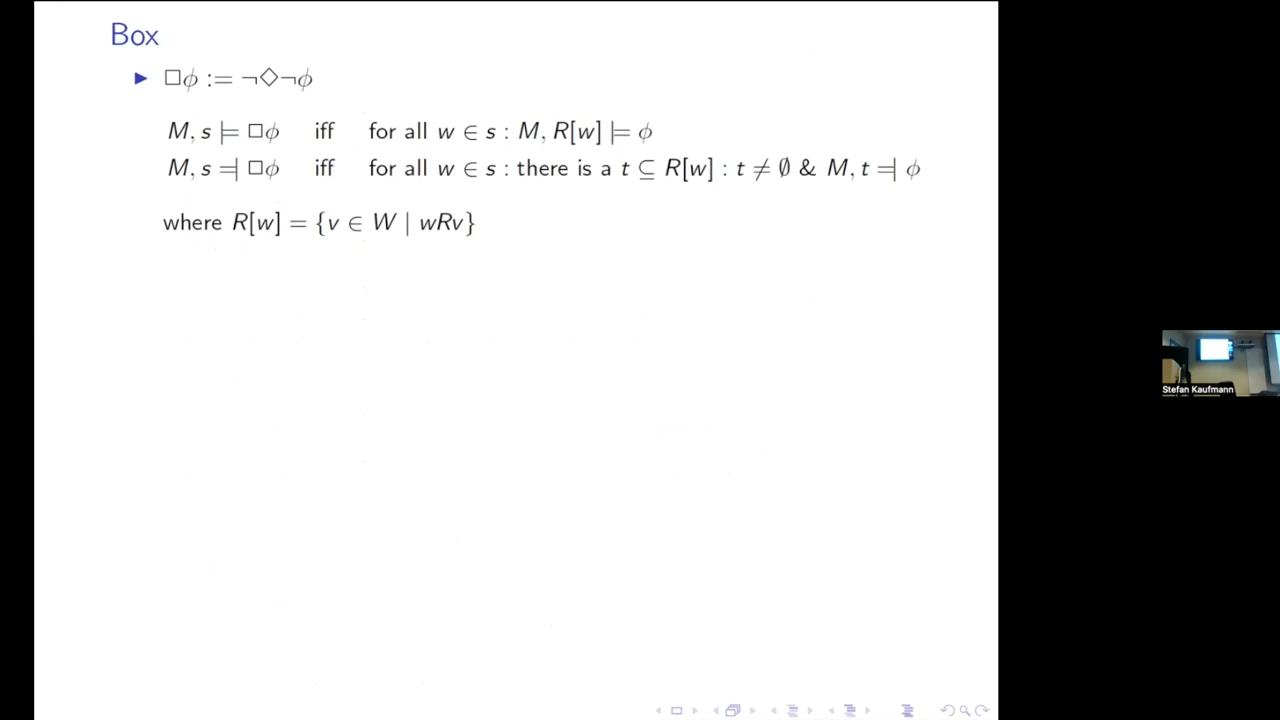 Box
▶ □ϕ := ¬◇¬ϕ
M, s ⊨ □ϕ iff for all w ∈ s : M, R[w] ⊨ ϕ
M, s ⫤ □ϕ iff for all w ∈ s : there is a t ⊆ R[w] : t ≠ ∅ & M, t ⫤ ϕ
where R[w] = {v ∈ W | wRv}
Stefan Kaufmann